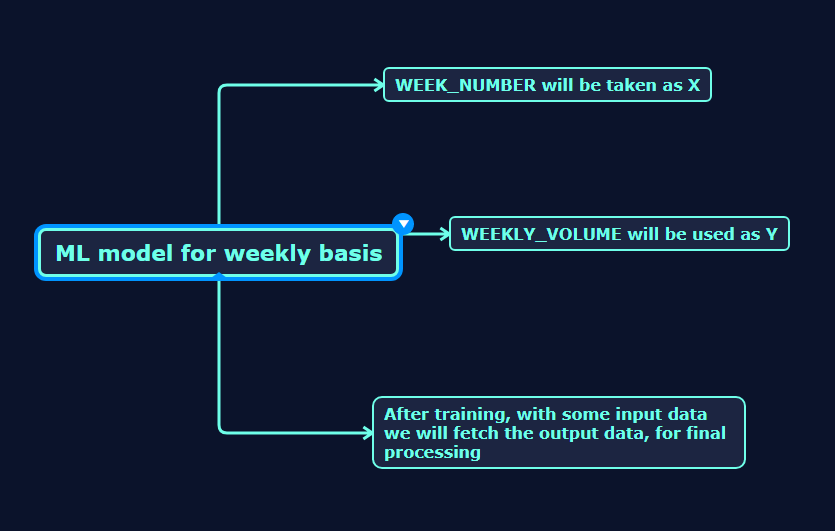 WEEK_NUMBER will be taken as X
WEEKLY_VOLUME will be used as Y
ML model for weekly basis
After training, with some input data
we will fetch the output data, for final
processing